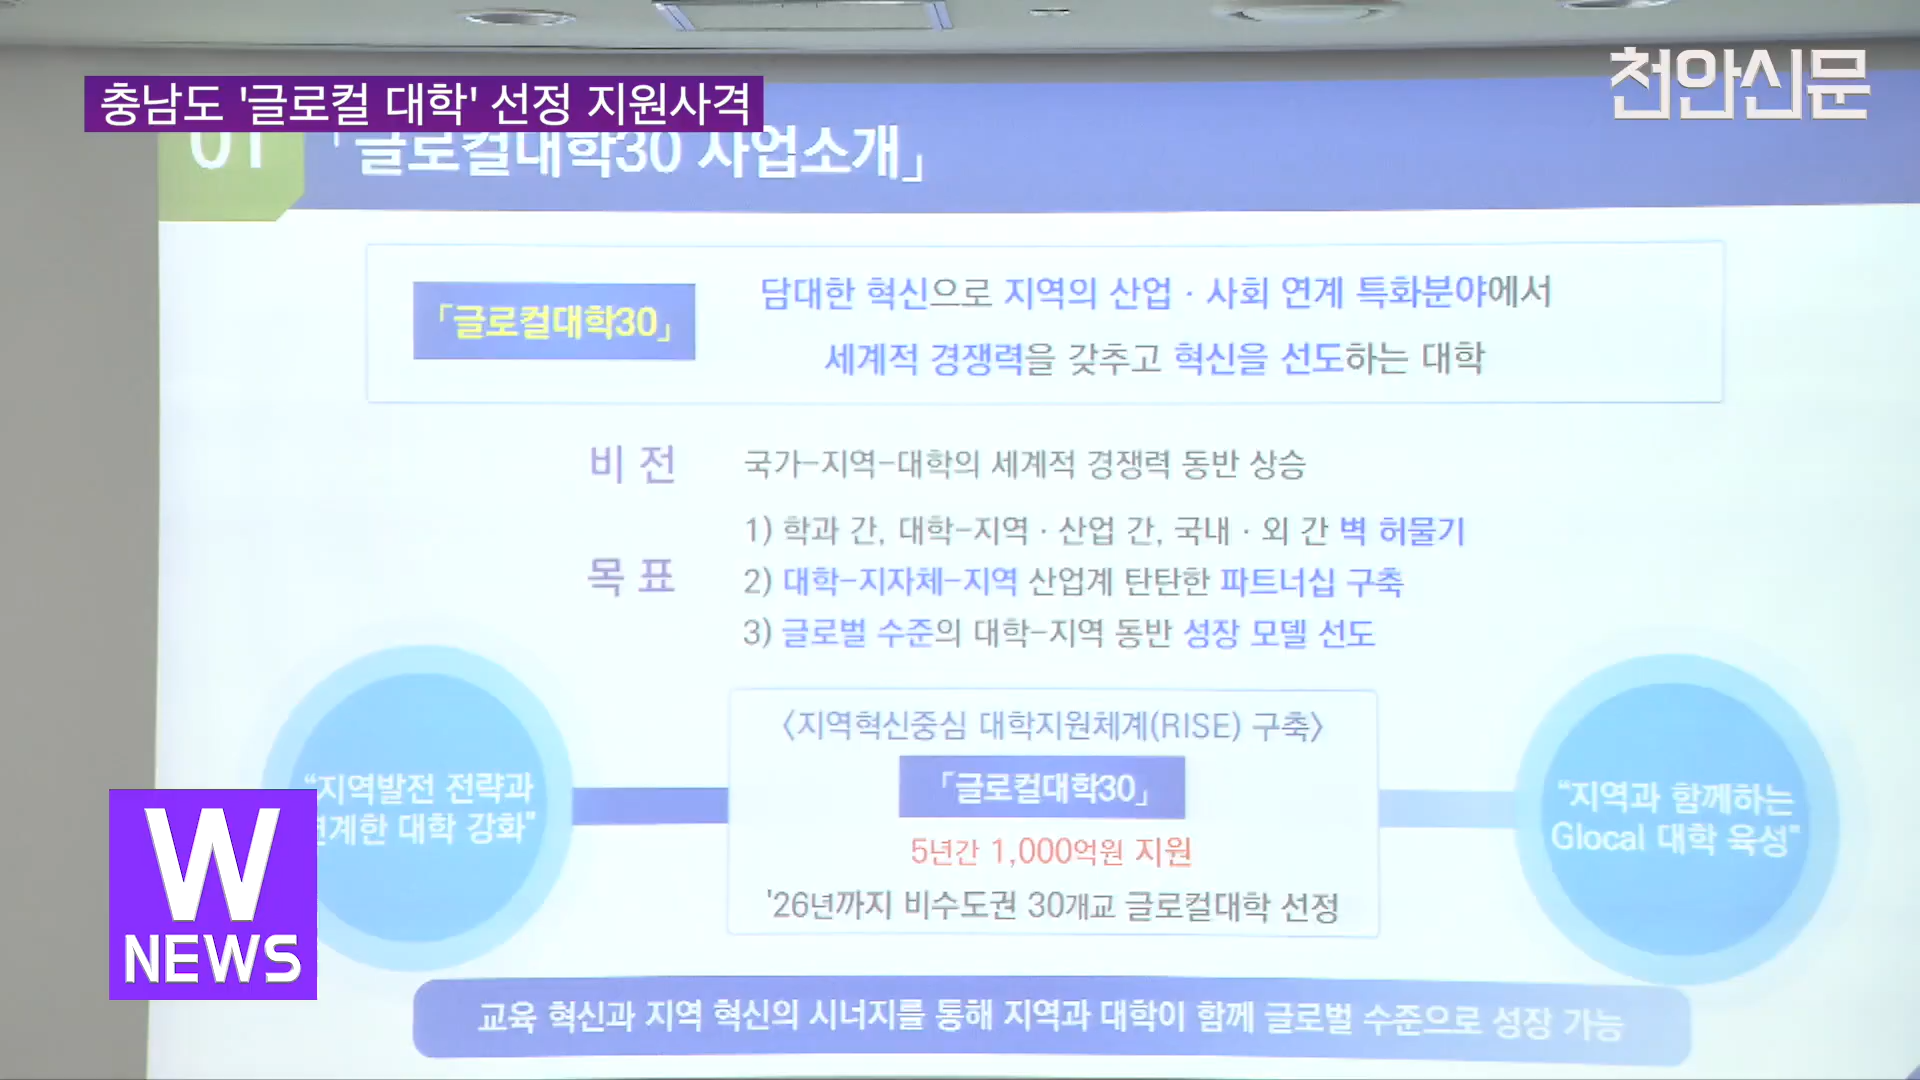 충남도 '글로컬 대학' 선정 지원사격
천안신문
01 「글로컬대학30 사업소개」
「글로컬대학30」
담대한 혁신으로 지역의 산업·사회 연계 특화분야에서
세계적 경쟁력을 갖추고 혁신을 선도하는 대학
비 전
국가-지역-대학의 세계적 경쟁력 동반 상승
목 표
1) 학과 간, 대학-지역·산업 간, 국내·외 간 벽 허물기
2) 대학-지자체-지역 산업계 탄탄한 파트너십 구축
3) 글로벌 수준의 대학-지역 동반 성장 모델 선도
"지역발전 전략과
연계한 대학 강화"
〈지역혁신중심 대학지원체계(RISE) 구축〉
「글로컬대학30」
5년간 1,000억원 지원
'26년까지 비수도권 30개교 글로컬대학 선정
"지역과 함께하는
Glocal 대학 육성"
W
NEWS
교육 혁신과 지역 혁신의 시너지를 통해 지역과 대학이 함께 글로벌 수준으로 성장 가능